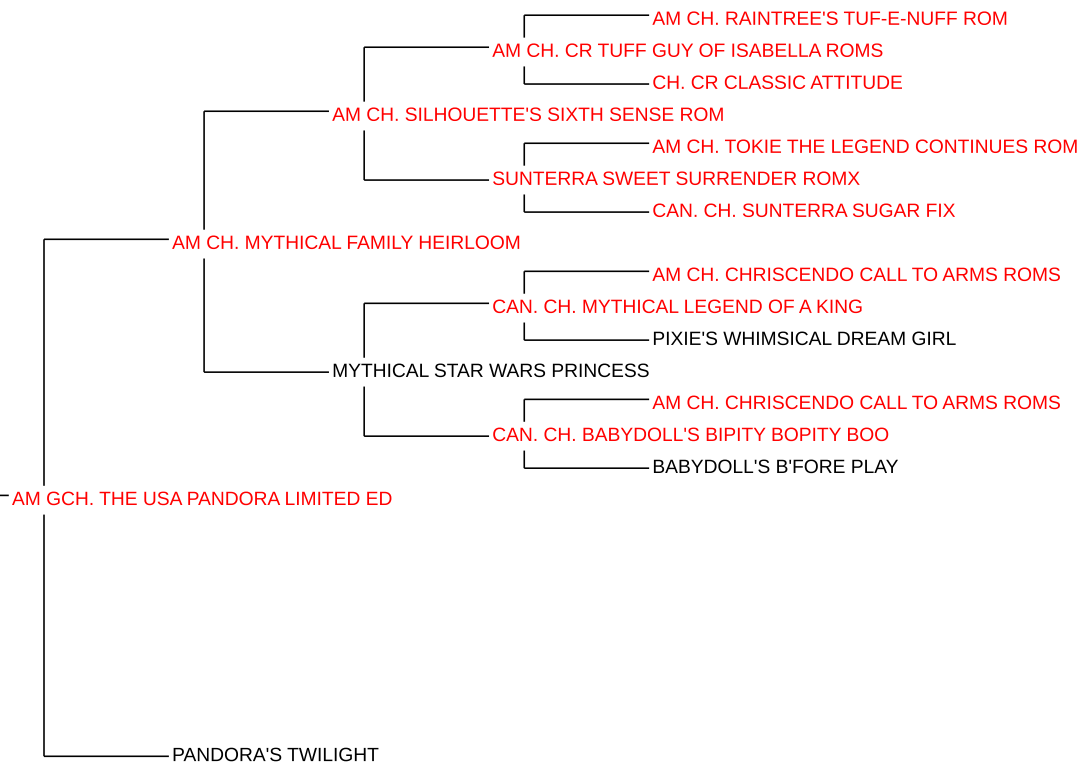 AM CH. RAINTREE'S TUF-E-NUFF ROM
AM CH. CR TUFF GUY OF ISABELLA ROMS
CH. CR CLASSIC ATTITUDE
AM CH. SILHOUETTE'S SIXTH SENSE ROM
AM CH. TOKIE THE LEGEND CONTINUES ROM
SUNTERRA SWEET SURRENDER ROMX
CAN. CH. SUNTERRA SUGAR FIX
AM CH. MYTHICAL FAMILY HEIRLOOM
AM CH. CHRISCENDO CALL TO ARMS ROMS
CAN. CH. MYTHICAL LEGEND OF A KING
PIXIE'S WHIMSICAL DREAM GIRL
MYTHICAL STAR WARS PRINCESS
AM CH. CHRISCENDO CALL TO ARMS ROMS
CAN. CH. BABYDOLL'S BIPITY BOPITY BOO
BABYDOLL'S B'FORE PLAY
AM GCH. THE USA PANDORA LIMITED ED
PANDORA'S TWILIGHT